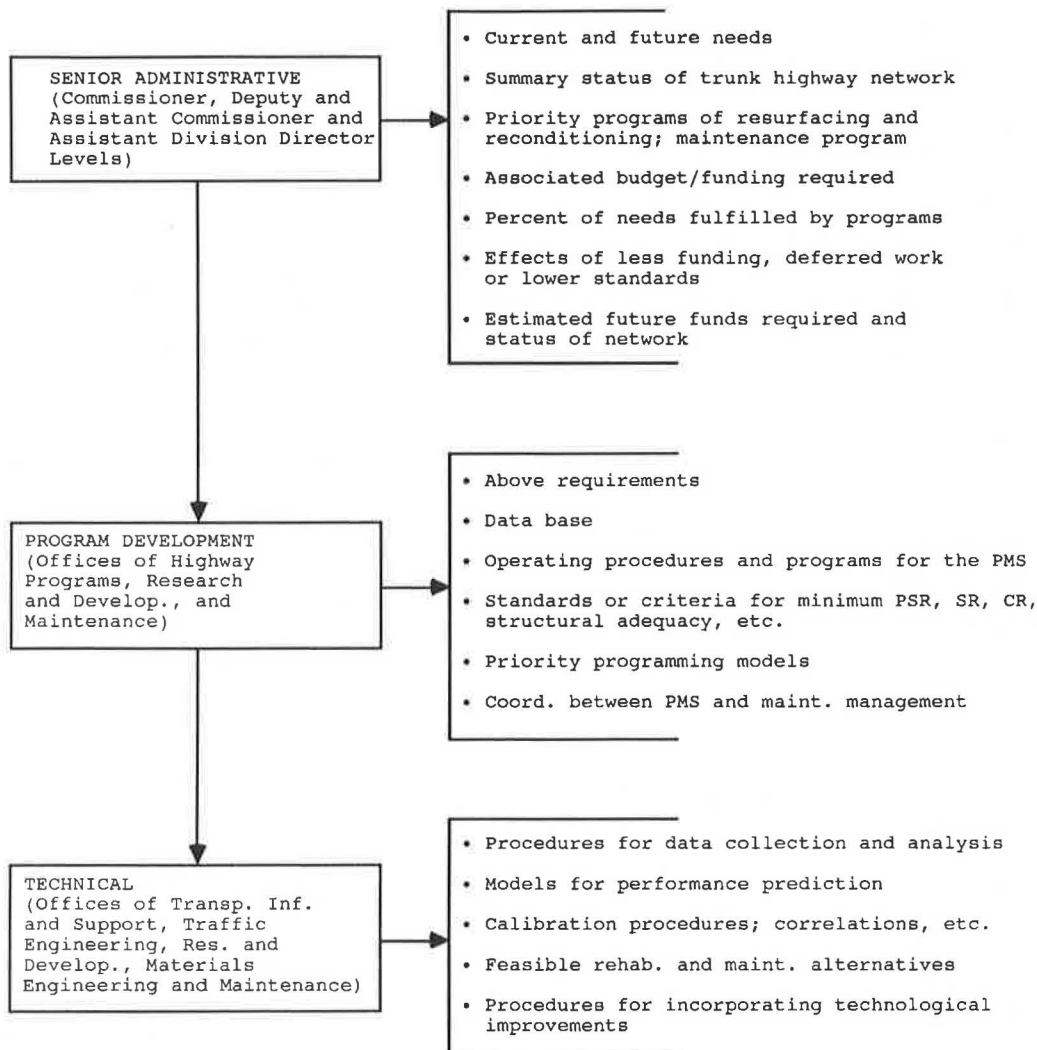 SENIOR ADMINISTRATIVE
(Commissioner, Deputy and
Assistant Commissioner and
Assistant Division Director
Levels)
• Current and future needs
• Summary status of trunk highway network
• Priority programs of resurfacing and
reconditioning; maintenance program
• Associated budget/funding required
• Percent of needs fulfilled by programs
• Effects of less funding, deferred work
or lower standards
• Estimated future funds required and
status of network
PROGRAM DEVELOPMENT
(Offices of Highway
Programs, Research
and Develop., and
Maintenance)
• Above requirements
• Data base
• Operating procedures and programs for the PMS
• Standards or criteria for minimum PSR, SR, CR,
structural adequacy, etc.
• Priority programming models
• Coord. between PMS and maint. management
TECHNICAL
(Offices of Transp. Inf.
and Support, Traffic
Engineering, Res. and
Develop., Materials
Engineering and Maintenance)
• Procedures for data collection and analysis
• Models for performance prediction
• Calibration procedures; correlations, etc.
• Feasible rehab. and maint. alternatives
• Procedures for incorporating technological
improvements